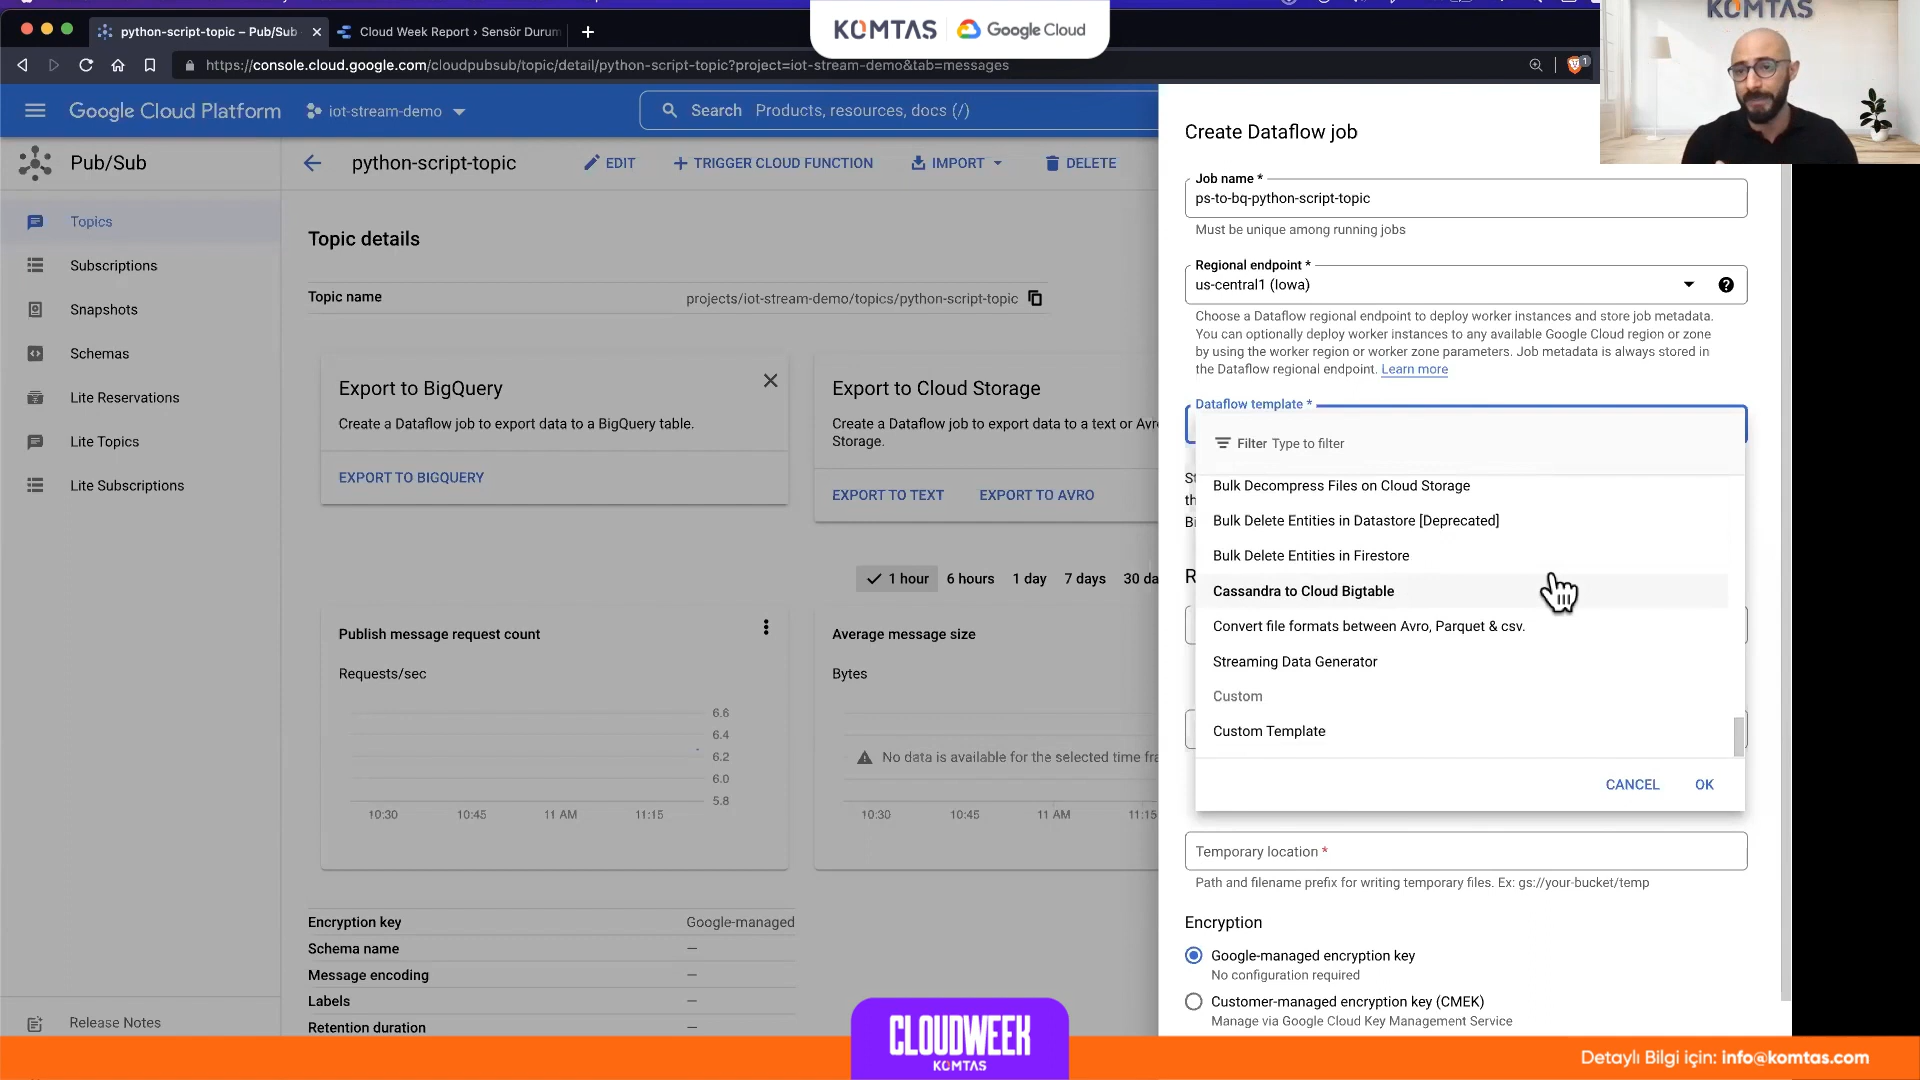 python-script-topic – Pub/Sub
Cloud Week Report › Sensör Durum
KOMTAS
Google Cloud
KOMTAS
https://console.cloud.google.com/cloudpubsub/topic/detail/python-script-topic?project=iot-stream-demo&tab=messages
1
Google Cloud Platform
iot-stream-demo
Search Products, resources, docs (/)
Pub/Sub
python-script-topic
EDIT
TRIGGER CLOUD FUNCTION
IMPORT
DELETE
Topics
Subscriptions
Snapshots
Schemas
Lite Reservations
Lite Topics
Lite Subscriptions
Release Notes
Topic details
Topic name
projects/iot-stream-demo/topics/python-script-topic
Export to BigQuery
Create a Dataflow job to export data to a BigQuery table.
EXPORT TO BIGQUERY
Export to Cloud Storage
Create a Dataflow job to export data to a text or Avr
Storage.
EXPORT TO TEXT
EXPORT TO AVRO
1 hour
6 hours
1 day
7 days
30 da
Publish message request count
Requests/sec
6.6
6.4
6.2
6.0
5.8
10:30
10:45
11 AM
11:15
Average message size
Bytes
No data is available for the selected time fra
10:30
10:45
11 AM
11:15
Encryption key
Google-managed
Schema name
—
Message encoding
—
Labels
—
Retention duration
—
Create Dataflow job
Job name *
ps-to-bq-python-script-topic
Must be unique among running jobs
Regional endpoint *
us-central1 (Iowa)
Choose a Dataflow regional endpoint to deploy worker instances and store job metadata.
You can optionally deploy worker instances to any available Google Cloud region or zone
by using the worker region or worker zone parameters. Job metadata is always stored in
the Dataflow regional endpoint. Learn more
Dataflow template *
Filter Type to filter
St
th
Bi
R
Bulk Decompress Files on Cloud Storage
Bulk Delete Entities in Datastore [Deprecated]
Bulk Delete Entities in Firestore
Cassandra to Cloud Bigtable
Convert file formats between Avro, Parquet & csv.
Streaming Data Generator
Custom
Custom Template
CANCEL
OK
Temporary location *
Path and filename prefix for writing temporary files. Ex: gs://your-bucket/temp
Encryption
Google-managed encryption key
No configuration required
Customer-managed encryption key (CMEK)
Manage via Google Cloud Key Management Service
CLOUDWEEK
KOMTAS
Detaylı Bilgi için: info@komtas.com